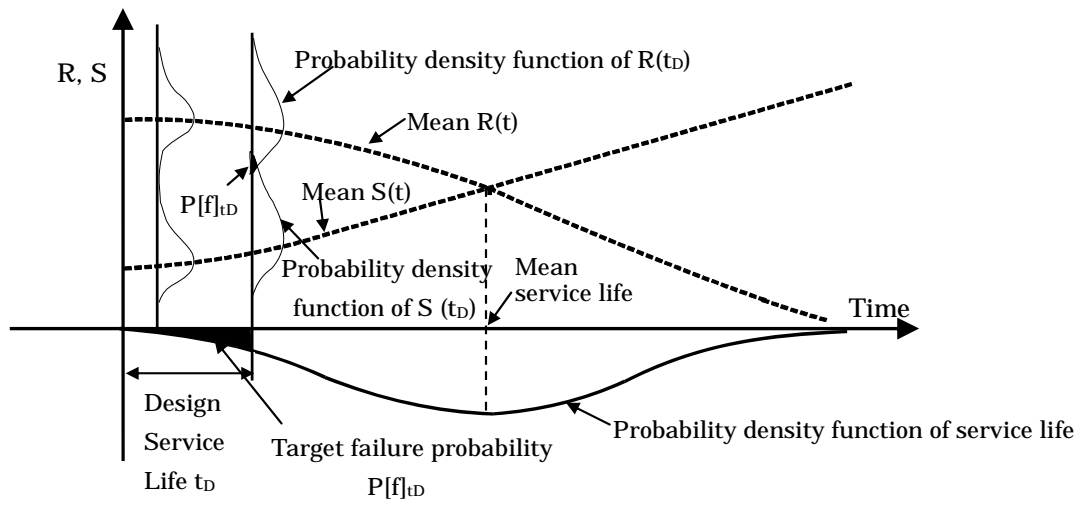 Probability density function of R(tD)
R, S
Mean R(t)
Mean S(t)
P[f]tD
Probability density
function of S (tD)
Mean
service life
Time
Design
Service
Life tD
Target failure probability
P[f]tD
Probability density function of service life